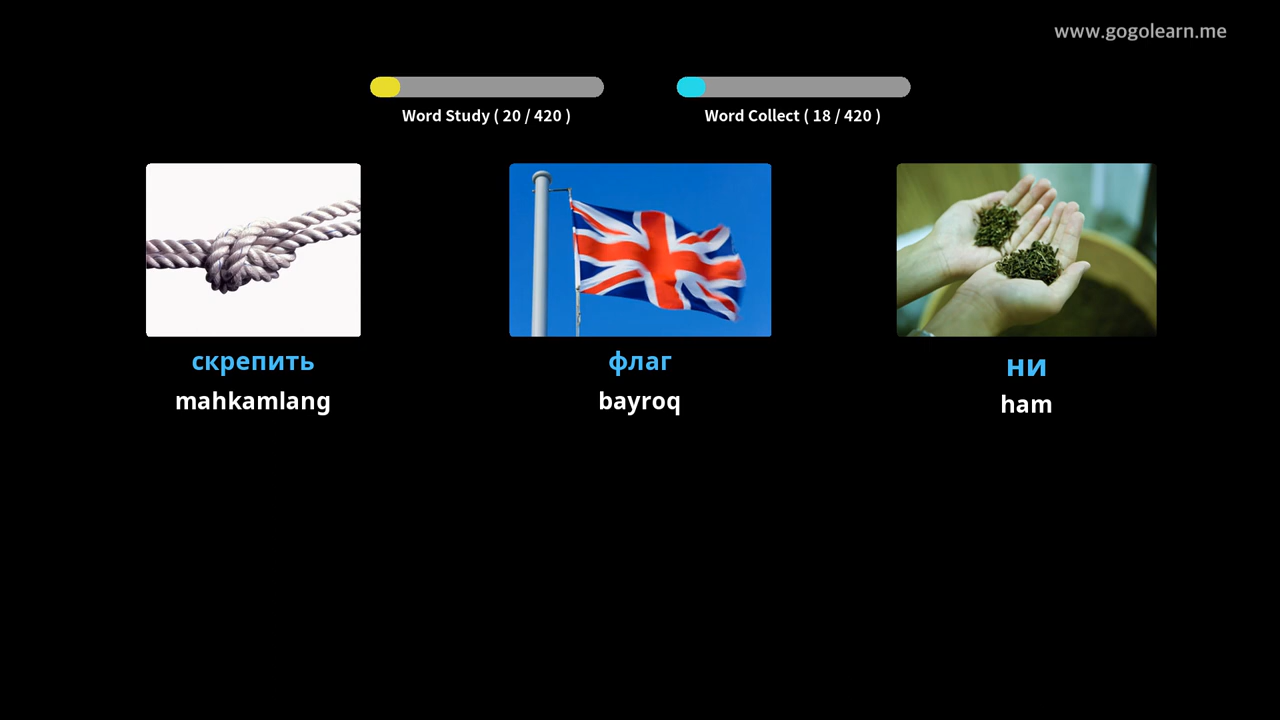 www.gogolearn.me
Word Study ( 20 / 420 )
Word Collect ( 18 / 420 )
скрепить
mahkamlang
флаг
bayroq
ни
ham